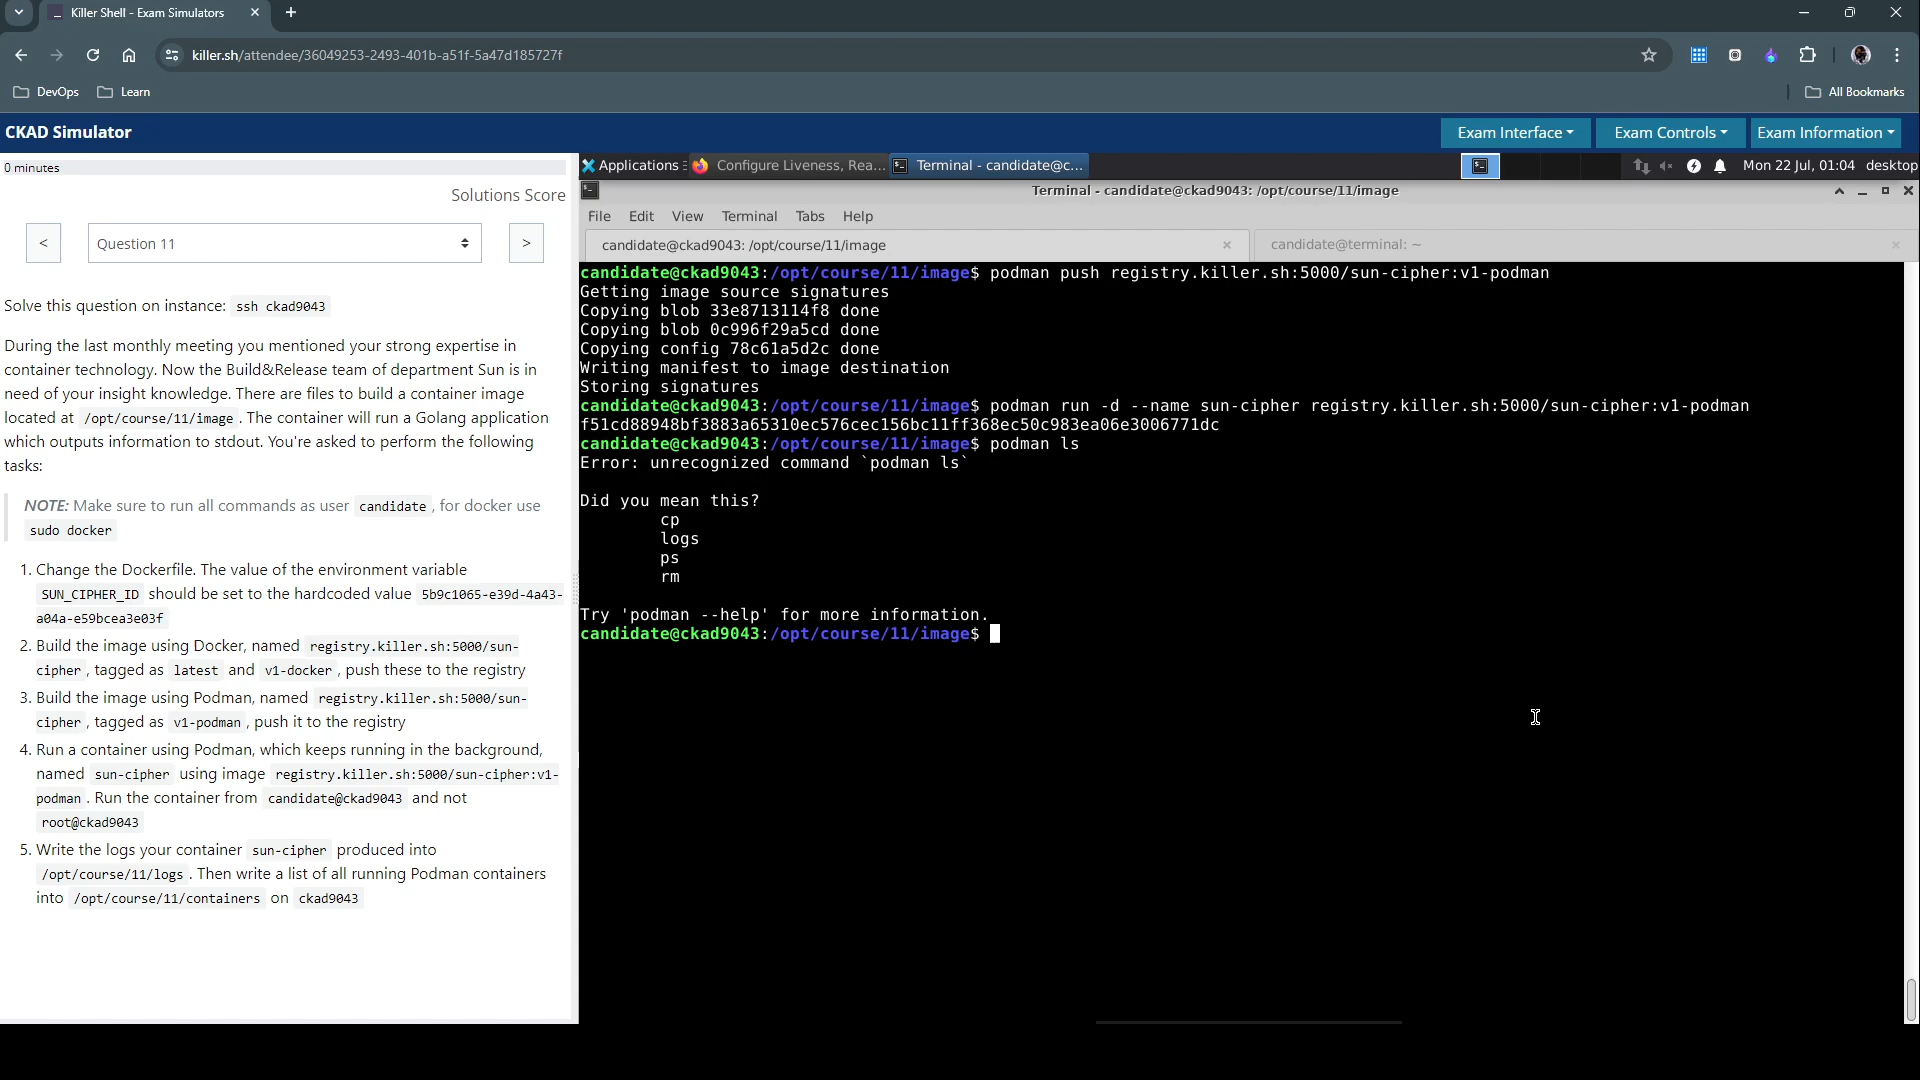 Killer Shell - Exam Simulators
killer.sh/attendee/36049253-2493-401b-a51f-5a47d185727f
DevOps
Learn
All Bookmarks
CKAD Simulator
Exam Interface
Exam Controls
Exam Information
0 minutes
Solutions Score
<
Question 11
>
Solve this question on instance: ssh ckad9043
During the last monthly meeting you mentioned your strong expertise in
container technology. Now the Build&Release team of department Sun is in
need of your insight knowledge. There are files to build a container image
located at /opt/course/11/image . The container will run a Golang application
which outputs information to stdout. You're asked to perform the following
tasks:
NOTE: Make sure to run all commands as user candidate , for docker use
sudo docker
1. Change the Dockerfile. The value of the environment variable
SUN_CIPHER_ID should be set to the hardcoded value 5b9c1065-e39d-4a43-
a04a-e59bcea3e03f
2. Build the image using Docker, named registry.killer.sh:5000/sun-
cipher , tagged as latest and v1-docker , push these to the registry
3. Build the image using Podman, named registry.killer.sh:5000/sun-
cipher , tagged as v1-podman , push it to the registry
4. Run a container using Podman, which keeps running in the background,
named sun-cipher using image registry.killer.sh:5000/sun-cipher:v1-
podman . Run the container from candidate@ckad9043 and not
root@ckad9043
5. Write the logs your container sun-cipher produced into
/opt/course/11/logs . Then write a list of all running Podman containers
into /opt/course/11/containers on ckad9043
Applications
Configure Liveness, Rea...
Terminal - candidate@c...
Mon 22 Jul, 01:04
desktop
Terminal - candidate@ckad9043: /opt/course/11/image
File Edit View Terminal Tabs Help
candidate@ckad9043: /opt/course/11/image
candidate@terminal: ~
candidate@ckad9043:/opt/course/11/image$ podman push registry.killer.sh:5000/sun-cipher:v1-podman
Getting image source signatures
Copying blob 33e8713114f8 done
Copying blob 0c996f29a5cd done
Copying config 78c61a5d2c done
Writing manifest to image destination
Storing signatures
candidate@ckad9043:/opt/course/11/image$ podman run -d --name sun-cipher registry.killer.sh:5000/sun-cipher:v1-podman
f51cd88948bf3883a65310ec576cec156bc11ff368ec50c983ea06e3006771dc
candidate@ckad9043:/opt/course/11/image$ podman ls
Error: unrecognized command `podman ls`
Did you mean this?
cp
logs
ps
rm
Try 'podman --help' for more information.
candidate@ckad9043:/opt/course/11/image$